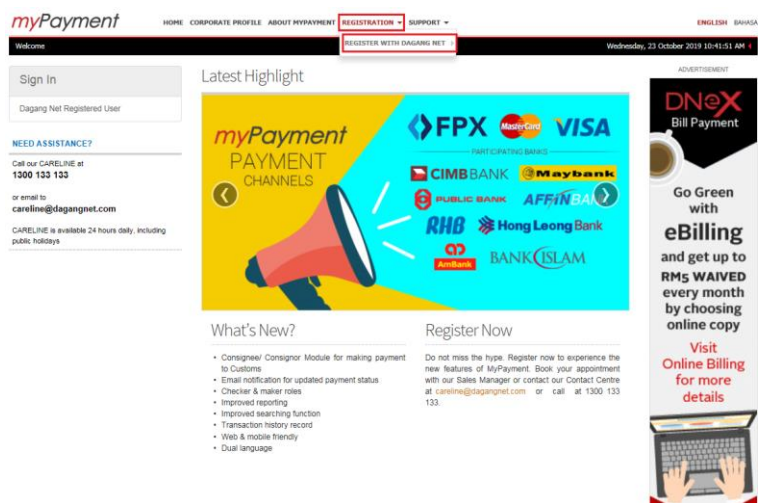 myPayment
HOME CORPORATE PROFILE ABOUT MYPAYMENT REGISTRATION SUPPORT
ENGLISH BAHASA
REGISTER WITH DAGANG NET
Welcome
Wednesday, 23 October 2019 10:41:51 AM
Sign In
Dagang Net Registered User
NEED ASSISTANCE?
Call our CARELINE at
1300 133 133
or email to
careline@dagangnet.com
CARELINE is available 24 hours daily, including
public holidays
Latest Highlight
myPayment
PAYMENT
CHANNELS
FPX MasterCard VISA
PARTICIPATING BANKS
CIMB BANK Maybank
PUBLIC BANK AFFIN BANK
RHB Hong Leong Bank
AmBank BANK ISLAM
What's New?
• Consignee/ Consignor Module for making payment
to Customs
• Email notification for updated payment status
• Checker & maker roles
• Improved reporting
• Improved searching function
• Transaction history record
• Web & mobile friendly
• Dual language
Register Now
Do not miss the hype. Register now to experience the
new features of MyPayment. Book your appointment
with our Sales Manager or contact our Contact Centre
at careline@dagangnet.com or call at 1300 133
133.
ADVERTISEMENT
DNeX
Bill Payment
Go Green
with
eBilling
and get up to
RM5 WAIVED
every month
by choosing
online copy
Visit
Online Billing
for more
details